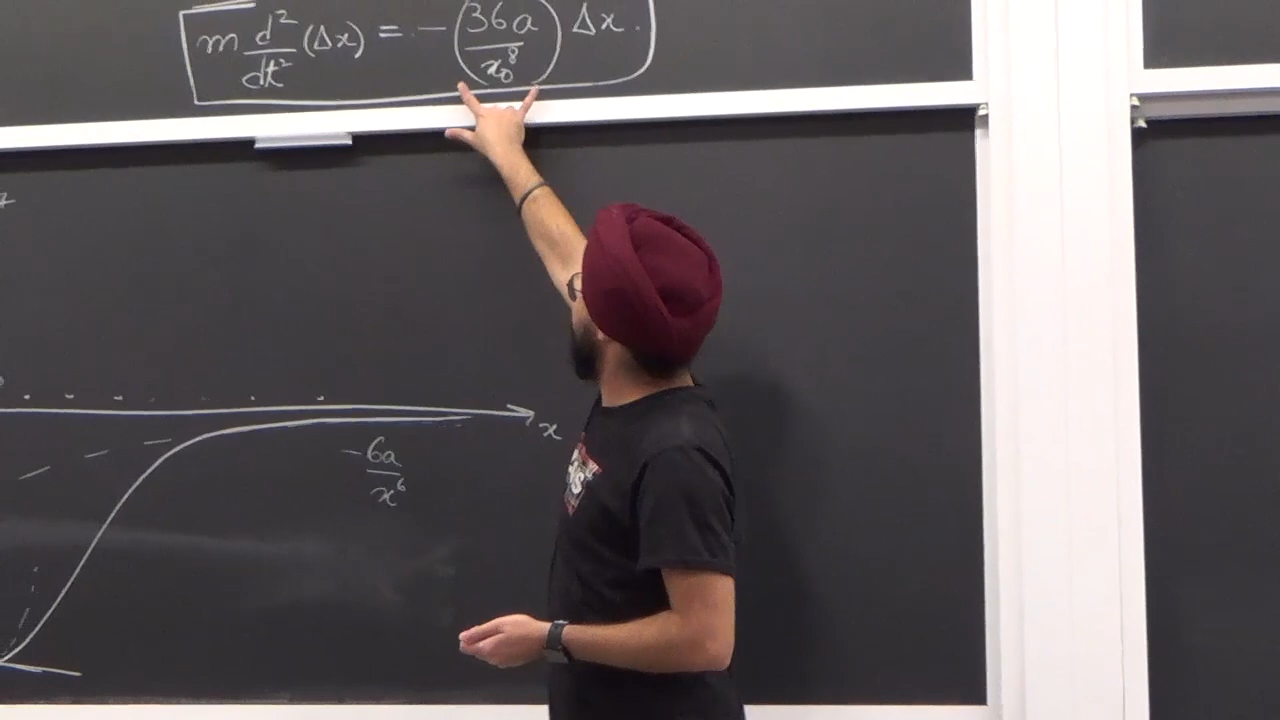 m d²/dt² (Δx) = - (36a/x₀⁸) Δx.
x
-6a/x⁶